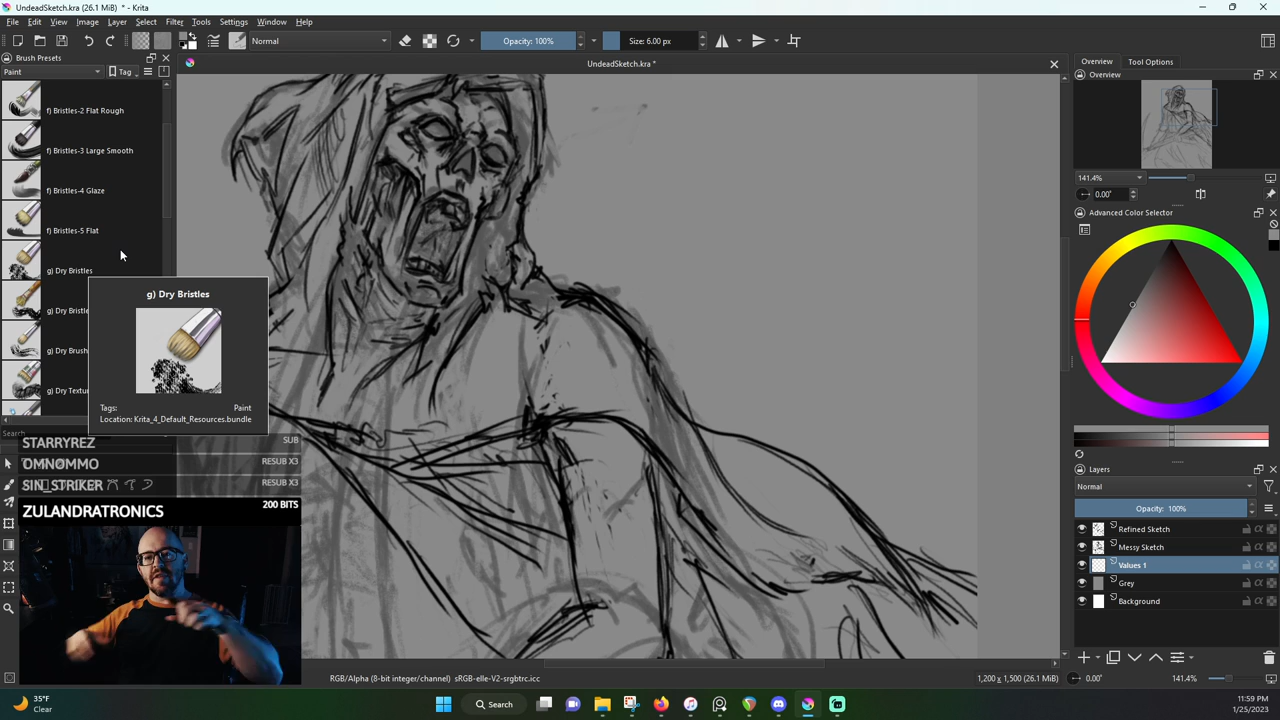 UndeadSketch.kra (26.1 MiB) * - Krita
File Edit View Image Layer Select Filter Tools Settings Window Help
Normal Opacity: 100% Size: 6.00 px
Brush Presets
UndeadSketch.kra *
Paint Tag
f) Bristles-2 Flat Rough
f) Bristles-3 Large Smooth
f) Bristles-4 Glaze
f) Bristles-5 Flat
g) Dry Bristles
g) Dry Bristle
g) Dry Brush
g) Dry Textu
g) Dry Bristles
Tags: Paint
Location: Krita_4_Default_Resources.bundle
Search
STARRYREZ SUB
OMNOMMO RESUB X3
SIN_STRIKER RESUB X3
ZULANDRATRONICS 200 BITS
Overview Tool Options
Overview
141.4%
0.00°
Advanced Color Selector
Layers
Normal
Opacity: 100%
Refined Sketch
Messy Sketch
Values 1
Grey
Background
RGB/Alpha (8-bit integer/channel) sRGB-elle-V2-srgbtrc.icc
1,200 x 1,500 (26.1 MiB) 0.00° 141.4%
35°F
Clear
Search
11:59 PM
1/25/2023